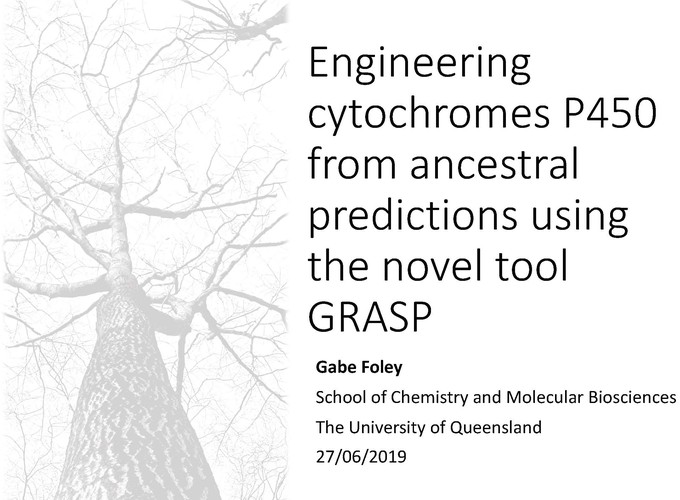 Engineering
cytochromes P450
from ancestral
predictions using
the novel tool
GRASP
Gabe Foley
School of Chemistry and Molecular Biosciences
The University of Queensland
27/06/2019